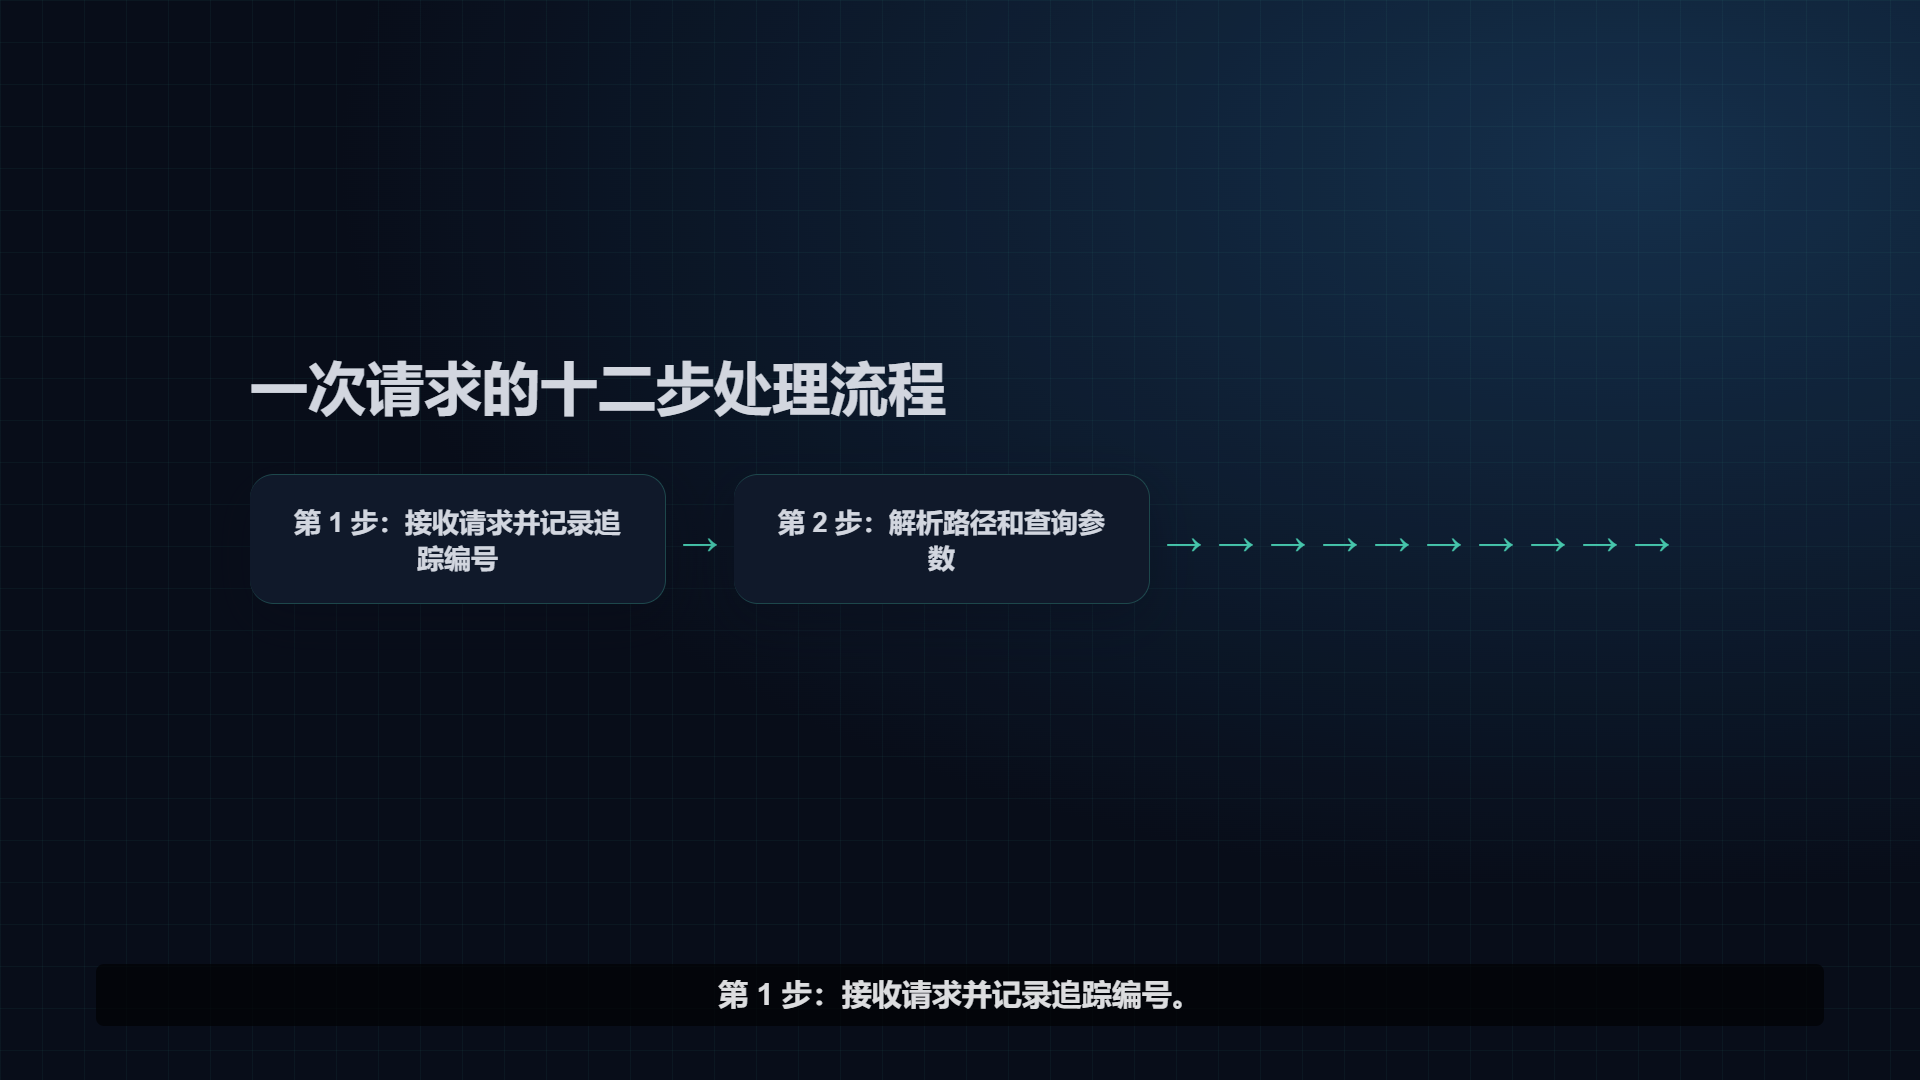 一次请求的十二步处理流程
第 1 步：接收请求并记录追
踪编号
→
第 2 步：解析路径和查询参
数
→ → → → → → → → → →
第 1 步：接收请求并记录追踪编号。